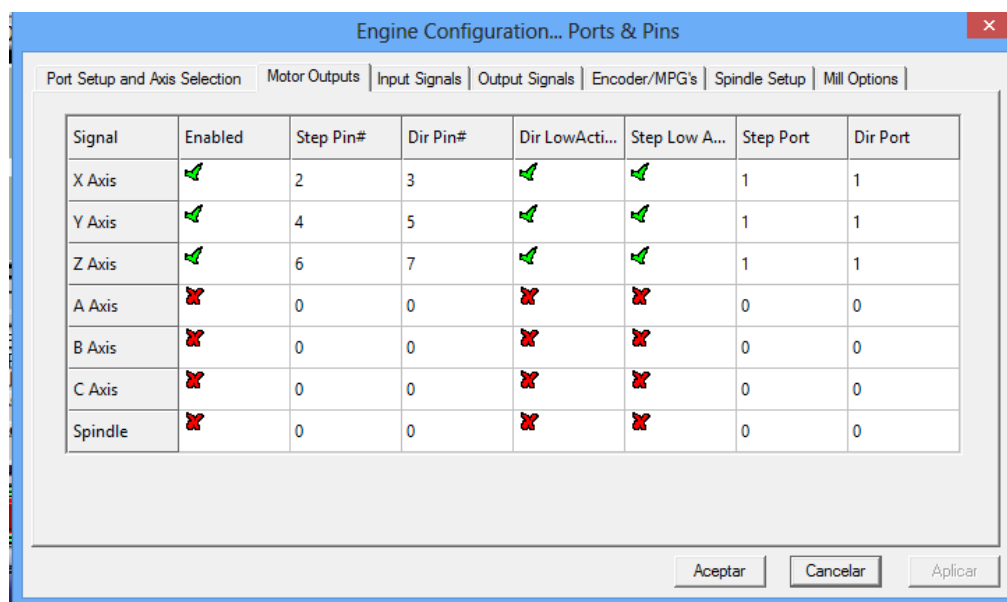 Engine Configuration... Ports & Pins
Port Setup and Axis Selection Motor Outputs Input Signals Output Signals Encoder/MPG's Spindle Setup Mill Options
Signal Enabled Step Pin# Dir Pin# Dir LowActi... Step Low A... Step Port Dir Port
X Axis 2 3 1 1
Y Axis 4 5 1 1
Z Axis 6 7 1 1
A Axis 0 0 0 0
B Axis 0 0 0 0
C Axis 0 0 0 0
Spindle 0 0 0 0
Aceptar Cancelar Aplicar